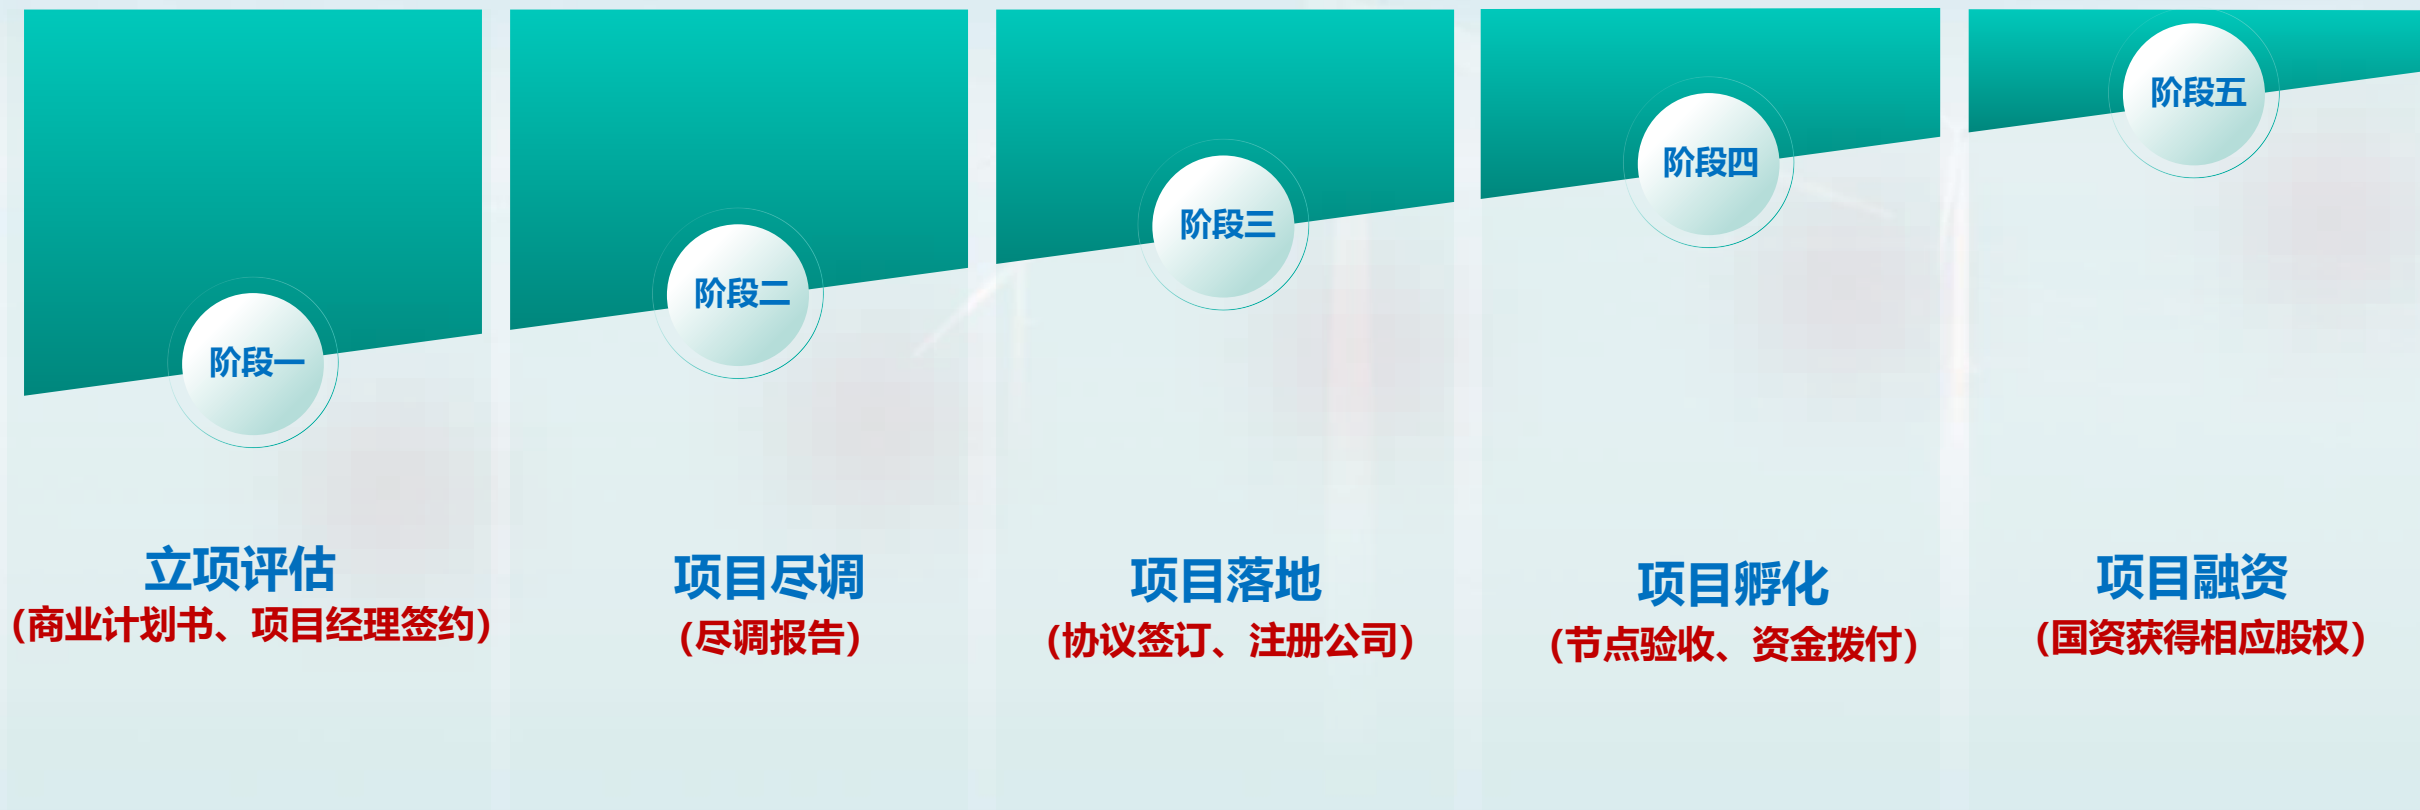 阶段一
立项评估
(商业计划书、项目经理签约)
阶段二
项目尽调
(尽调报告)
阶段三
项目落地
(协议签订、注册公司)
阶段四
项目孵化
(节点验收、资金拨付)
阶段五
项目融资
(国资获得相应股权)